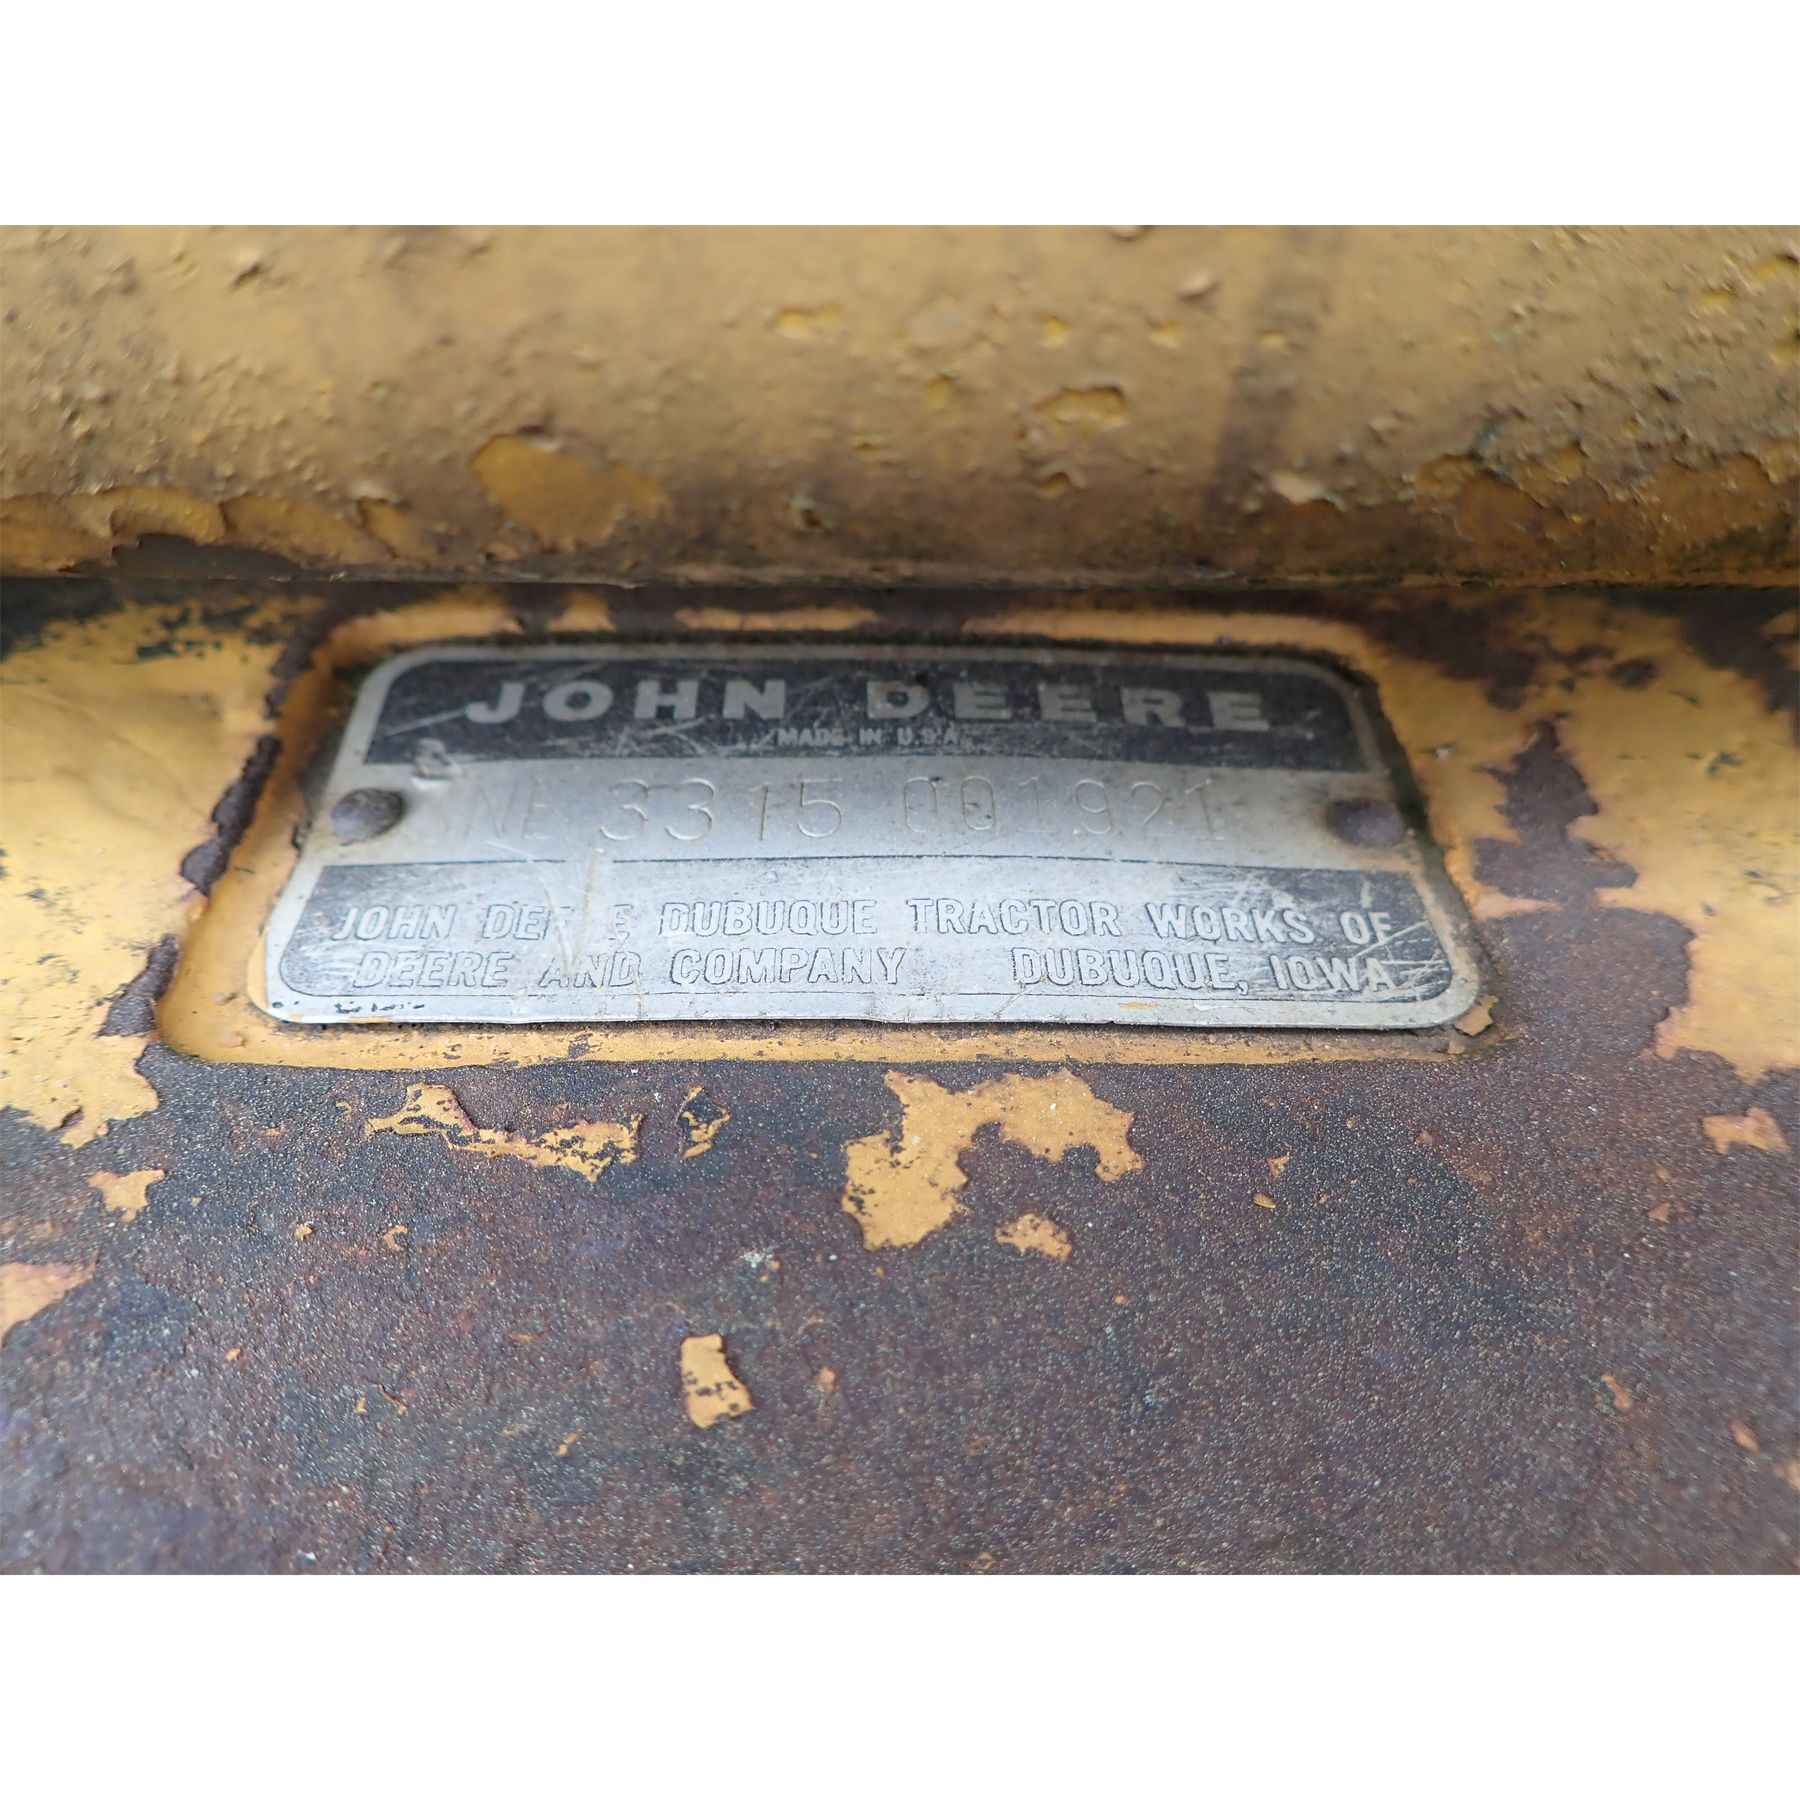 JOHN DEERE
MADE IN U.S.A.
3315 001921
JOHN DEERE DUBUQUE TRACTOR WORKS OF
DEERE AND COMPANY DUBUQUE, IOWA